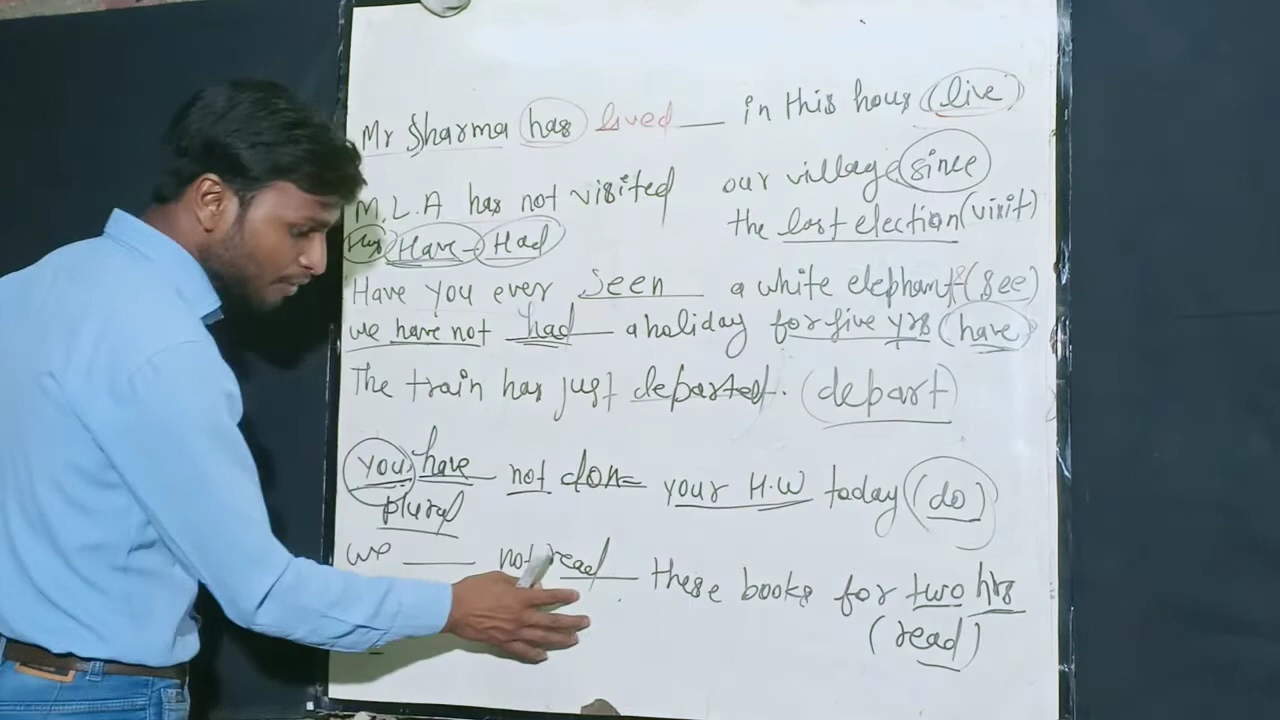 Mr Sharma has lived ___ in this hous (live)
M.L.A has not visited our village since
the last election (visit)
Has Have - Had
Have you ever seen a white elephant? (see)
we have not had a holiday for five yrs (have)
The train has just departed. (depart)
you have not done your H.W today (do)
plural
we ___ not read these books for two hrs
(read)